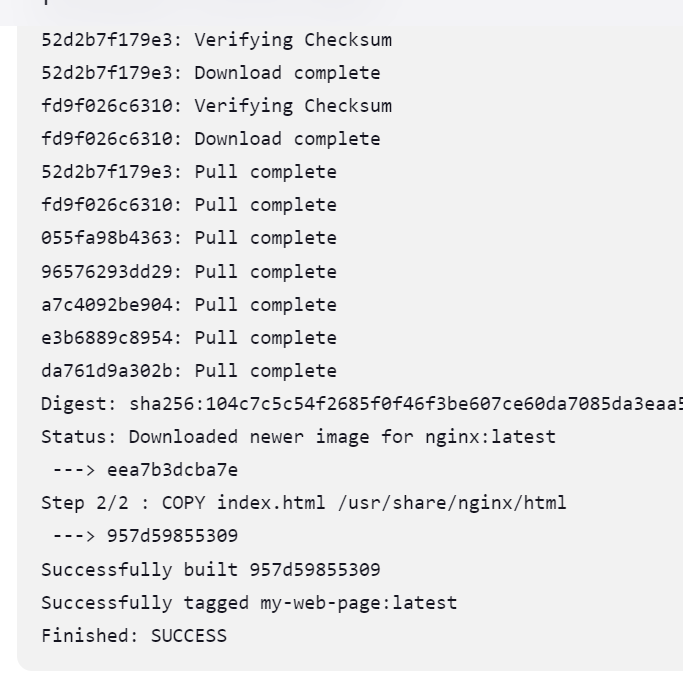 52d2b7f179e3: Verifying Checksum
52d2b7f179e3: Download complete
fd9f026c6310: Verifying Checksum
fd9f026c6310: Download complete
52d2b7f179e3: Pull complete
fd9f026c6310: Pull complete
055fa98b4363: Pull complete
96576293dd29: Pull complete
a7c4092be904: Pull complete
e3b6889c8954: Pull complete
da761d9a302b: Pull complete
Digest: sha256:104c7c5c54f2685f0f46f3be607ce60da7085da3eaa5
Status: Downloaded newer image for nginx:latest
 ---> eea7b3dcba7e
Step 2/2 : COPY index.html /usr/share/nginx/html
 ---> 957d59855309
Successfully built 957d59855309
Successfully tagged my-web-page:latest
Finished: SUCCESS